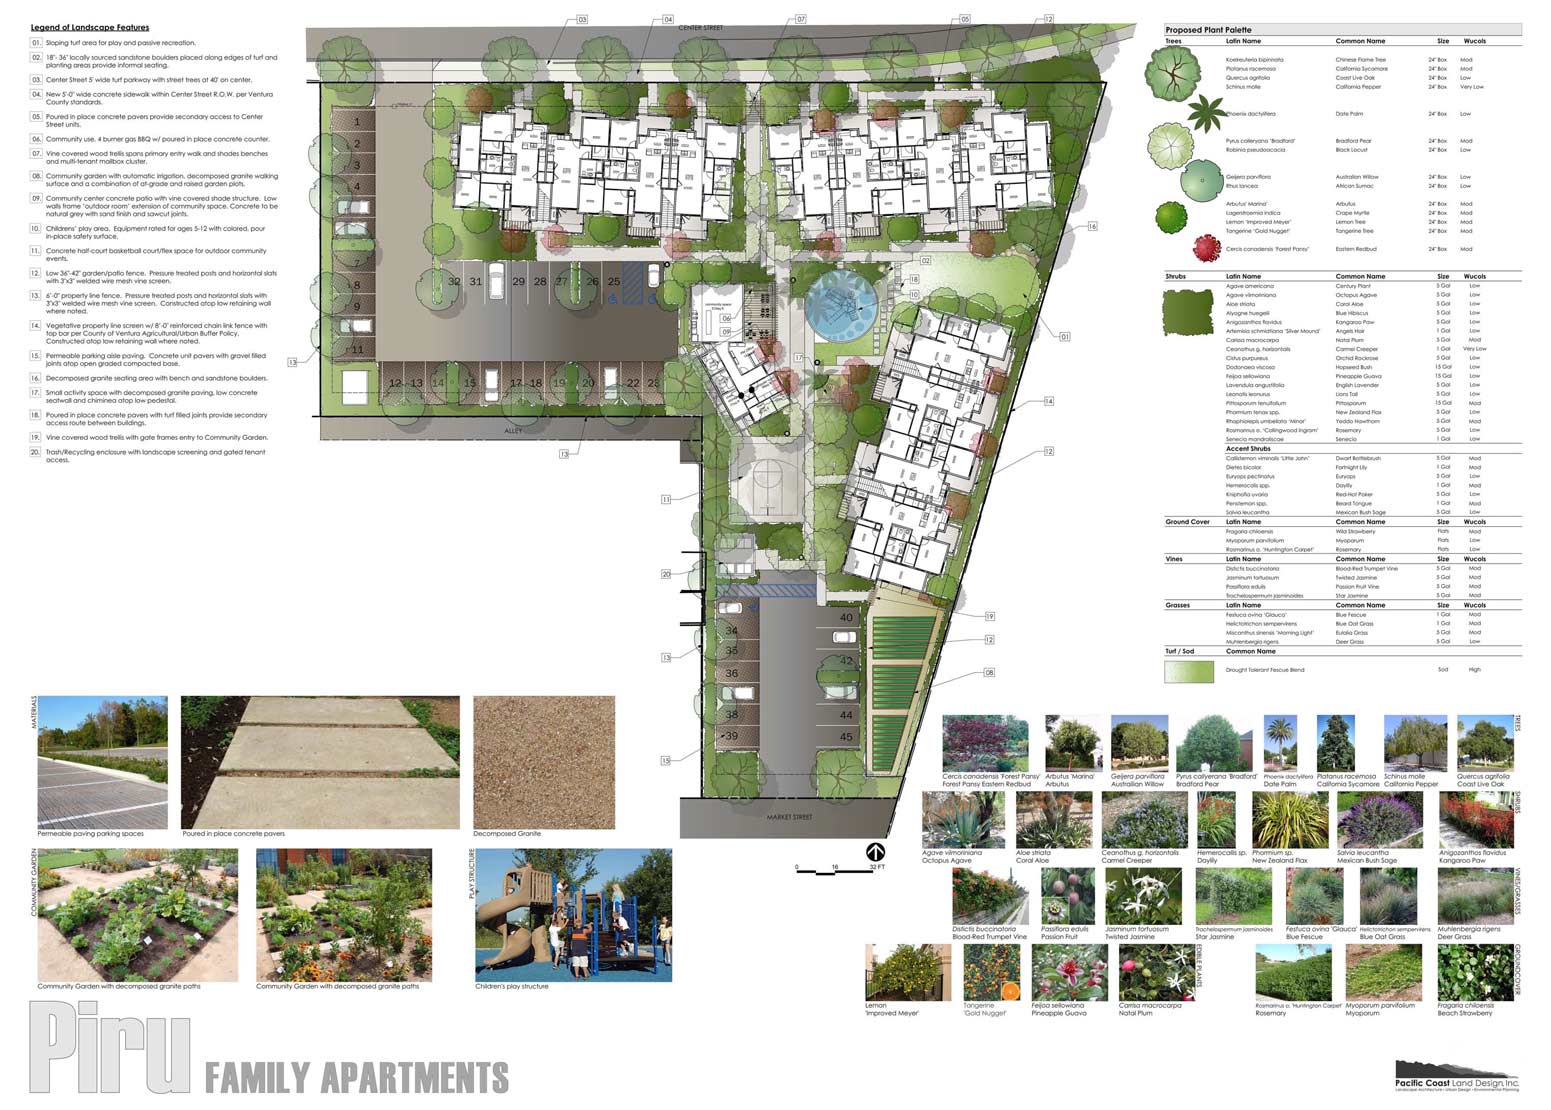 Legend of Landscape Features
01. Sloping turf area for play and passive recreation.
02. 18"- 36" locally sourced sandstone boulders placed along edges of turf and
planting areas provide informal seating.
03. Center Street 5' wide turf parkway with street trees at 40' on center.
04. New 5'-0" wide concrete sidewalk within Center Street R.O.W. per Ventura
County standards.
05. Poured in place concrete pavers provide secondary access to Center
Street units.
06. Community use, 4 burner gas BBQ w/ poured in place concrete counter.
07. Vine covered wood trellis spans primary entry walk and shades benches
and multi-tenant mailbox cluster.
08. Community garden with automatic irrigation, decomposed granite walking
surface and a combination of at-grade and raised garden plots.
09. Community center concrete patio with vine covered shade structure. Low
walls frame "outdoor room" extension of community space. Concrete to be
natural grey with sand finish and sawcut joints.
10. Childrens' play area. Equipment rated for ages 5-12 with colored, pour
in-place safety surface.
11. Concrete half-court basketball court/flex space for outdoor community
events.
12. Low 36"-42" garden/patio fence. Pressure treated posts and horizontal slats
with 3"x3" welded wire mesh vine screen.
13. 6'-0" property line fence. Pressure treated posts and horizontal slats with
3"x3" welded wire mesh vine screen. Constructed atop low retaining wall
where noted.
14. Vegetative property line screen w/ 8'-0" reinforced chain link fence with
top bar per County of Ventura Agricultural/Urban Buffer Policy.
Constructed atop low retaining wall where noted.
15. Permeable parking aisle paving. Concrete unit pavers with gravel filled
joints atop open graded compacted base.
16. Decomposed granite seating area with bench and sandstone boulders.
17. Small activity space with decomposed granite paving, low concrete
seatwall and chiminea atop low pedestal.
18. Poured in place concrete pavers with turf filled joints provide secondary
access route between buildings.
19. Vine covered wood trellis with gate frames entry to Community Garden.
20. Trash/Recycling enclosure with landscape screening and gated tenant
access.
03 04 07 05 12
CENTER STREET
1
2
3
4
7
8
9
11
32 31 29 28 27 26 25
12 13 14 15 17 18 19 20 22 23
ALLEY
13
13
16
02
18
10
06
09
01
17
14
12
11
20
19
12
08
13
15
34
35
36
38
39
40
42
44
45
MARKET STREET
0 16 32 FT
Proposed Plant Palette
Trees Latin Name Common Name Size Wucols
Koelreuteria bipinnata Chinese Flame Tree 24" Box Mod
Platanus racemosa California Sycamore 24" Box Mod
Quercus agrifolia Coast Live Oak 24" Box Low
Schinus molle California Pepper 24" Box Very Low
Phoenix dactylifera Date Palm 24" Box Low
Pyrus calleryana 'Bradford' Bradford Pear 24" Box Mod
Robinia pseudoacacia Black Locust 24" Box Low
Geijera parviflora Australian Willow 24" Box Low
Rhus lancea African Sumac 24" Box Low
Arbutus' Marina' Arbutus 24" Box Mod
Lagerstroemia indica Crape Myrtle 24" Box Mod
Lemon 'Improved Meyer' Lemon Tree 24" Box Mod
Tangerine 'Gold Nugget' Tangerine Tree 24" Box Mod
Cercis canadensis 'Forest Pansy' Eastern Redbud 24" Box Mod
Shrubs Latin Name Common Name Size Wucols
Agave americana Century Plant 5 Gal Low
Agave vilmoriniana Octopus Agave 5 Gal Low
Aloe striata Coral Aloe 5 Gal Low
Alyogne huegelii Blue Hibiscus 5 Gal Low
Anigozanthos flavidus Kangaroo Paw 5 Gal Low
Artemisia schmidtiana 'Silver Mound' Angels Hair 1 Gal Low
Carissa macrocarpa Natal Plum 5 Gal Mod
Ceanothus g. horizontalis Carmel Creeper 1 Gal Very Low
Cistus purpureus Orchid Rockrose 5 Gal Low
Dodonaea viscosa Hopseed Bush 15 Gal Low
Feijoa sellowiana Pineapple Guava 15 Gal Low
Lavendula angustifolia English Lavender 5 Gal Low
Leonotis leonurus Lions Tail 5 Gal Low
Pittosporum tenuifolium Pittosporum 15 Gal Mod
Phormium tenax spp. New Zealand Flax 5 Gal Low
Rhaphiolepis umbellata 'Minor' Yeddo Hawthorn 5 Gal Mod
Rosmarinus o. 'Collingwood Ingram' Rosemary 5 Gal Low
Senecio mandraliscae Senecio 1 Gal Low
Accent Shrubs
Callistemon viminalis 'Little John' Dwarf Bottlebrush 5 Gal Mod
Dietes bicolor Fortnight Lily 1 Gal Mod
Euryops pectinatus Euryops 5 Gal Low
Hemerocallis spp. Daylily 1 Gal Mod
Kniphofia uvaria Red-Hot Poker 5 Gal Low
Penstemon spp. Beard Tongue 1 Gal Mod
Salvia leucantha Mexican Bush Sage 5 Gal Low
Ground Cover Latin Name Common Name Size Wucols
Fragaria chiloensis Wild Strawberry Flats Mod
Myoporum parvifolium Myoporum Flats Low
Rosmarinus o. 'Huntington Carpet' Rosemary Flats Low
Vines Latin Name Common Name Size Wucols
Distictis buccinatoria Blood-Red Trumpet Vine 5 Gal Mod
Jasminum tortuosum Twisted Jasmine 5 Gal Mod
Passiflora edulis Passion Fruit Vine 5 Gal Mod
Trachelospermum jasminoides Star Jasmine 5 Gal Mod
Grasses Latin Name Common Name Size Wucols
Festuca ovina 'Glauca' Blue Fescue 1 Gal Mod
Helictotrichon sempervirens Blue Oat Grass 1 Gal Mod
Miscanthus sinensis 'Morning Light' Eulalia Grass 5 Gal Mod
Muhlenbergia rigens Deer Grass 5 Gal Low
Turf / Sod Common Name
Drought Tolerant Fescue Blend Sod High
MATERIALS
Permeable paving parking spaces
Poured in place concrete pavers
Decomposed Granite
COMMUNITY GARDEN
Community Garden with decomposed granite paths
Community Garden with decomposed granite paths
PLAY STRUCTURE
Children's play structure
TREES
Cercis canadensis 'Forest Pansy'
Forest Pansy Eastern Redbud
Arbutus 'Marina'
Arbutus
Geijera parviflora
Austrailian Willow
Pyrus callyerana 'Bradford'
Bradford Pear
Phoenix dactylifera
Date Palm
Platanus racemosa
California Sycamore
Schinus molle
California Pepper
Quercus agrifolia
Coast Live Oak
SHRUBS
Agave vilmoriniana
Octopus Agave
Aloe striata
Coral Aloe
Ceanothus g. horizontalis
Carmel Creeper
Hemerocallis sp.
Daylily
Phormium sp.
New Zealand Flax
Salvia leucantha
Mexican Bush Sage
Anigozanthos flavidus
Kangaroo Paw
VINES/GRASSES
Distictis buccinatoria
Blood-Red Trumpet Vine
Passiflora edulis
Passion Fruit
Jasminum tortuosum
Twisted Jasmine
Trachelospermum jasminoides
Star Jasmine
Festuca ovina 'Glauca'
Blue Fescue
Helictotrichon sempervirens
Blue Oat Grass
Muhlenbergia rigens
Deer Grass
EDIBLE PLANTS
Lemon
'Improved Meyer'
Tangerine
'Gold Nugget'
Feijoa sellowiana
Pineapple Guava
Carrisa macrocarpa
Natal Plum
GROUNDCOVER
Rosmarinus o. 'Huntington Carpet'
Rosemary
Myoporum parvifolium
Myoporum
Fragaria chiloensis
Beach Strawberry
Piru FAMILY APARTMENTS
Pacific Coast Land Design, Inc.
Landscape Architecture • Urban Design • Environmental Planning